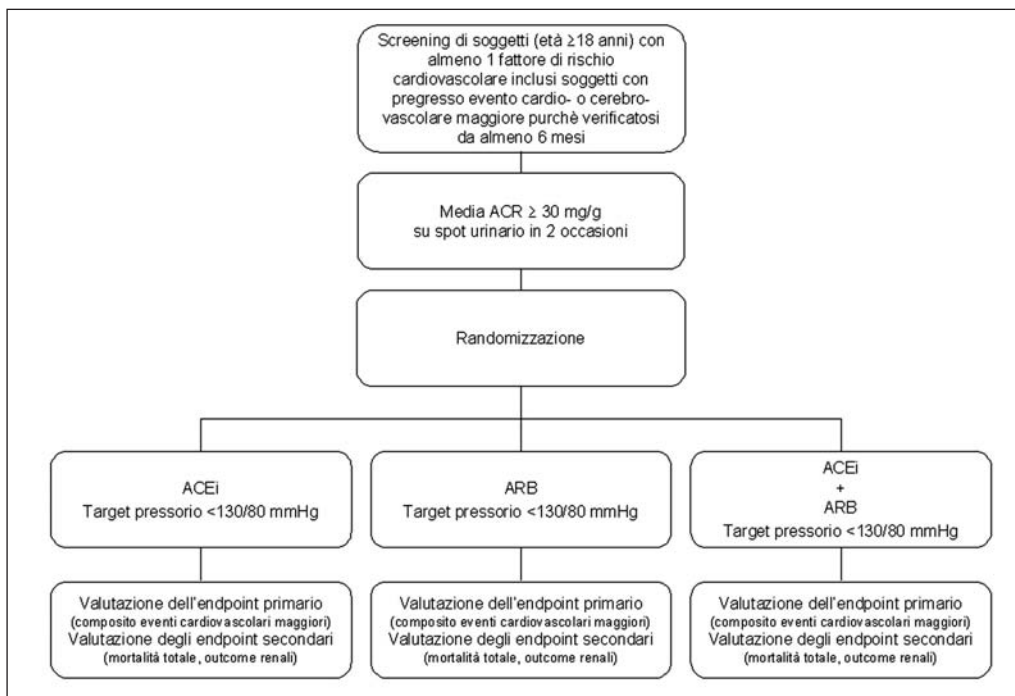 Screening di soggetti (età ≥18 anni) con
almeno 1 fattore di rischio
cardiovascolare inclusi soggetti con
pregresso evento cardio- o cerebro-
vascolare maggiore purchè verificatosi
da almeno 6 mesi
Media ACR ≥ 30 mg/g
su spot urinario in 2 occasioni
Randomizzazione
ACEi
Target pressorio <130/80 mmHg
ARB
Target pressorio <130/80 mmHg
ACEi
+
ARB
Target pressorio <130/80 mmHg
Valutazione dell'endpoint primario
(composito eventi cardiovascolari maggiori)
Valutazione degli endpoint secondari
(mortalità totale, outcome renali)
Valutazione dell'endpoint primario
(composito eventi cardiovascolari maggiori)
Valutazione degli endpoint secondari
(mortalità totale, outcome renali)
Valutazione dell'endpoint primario
(composito eventi cardiovascolari maggiori)
Valutazione degli endpoint secondari
(mortalità totale, outcome renali)